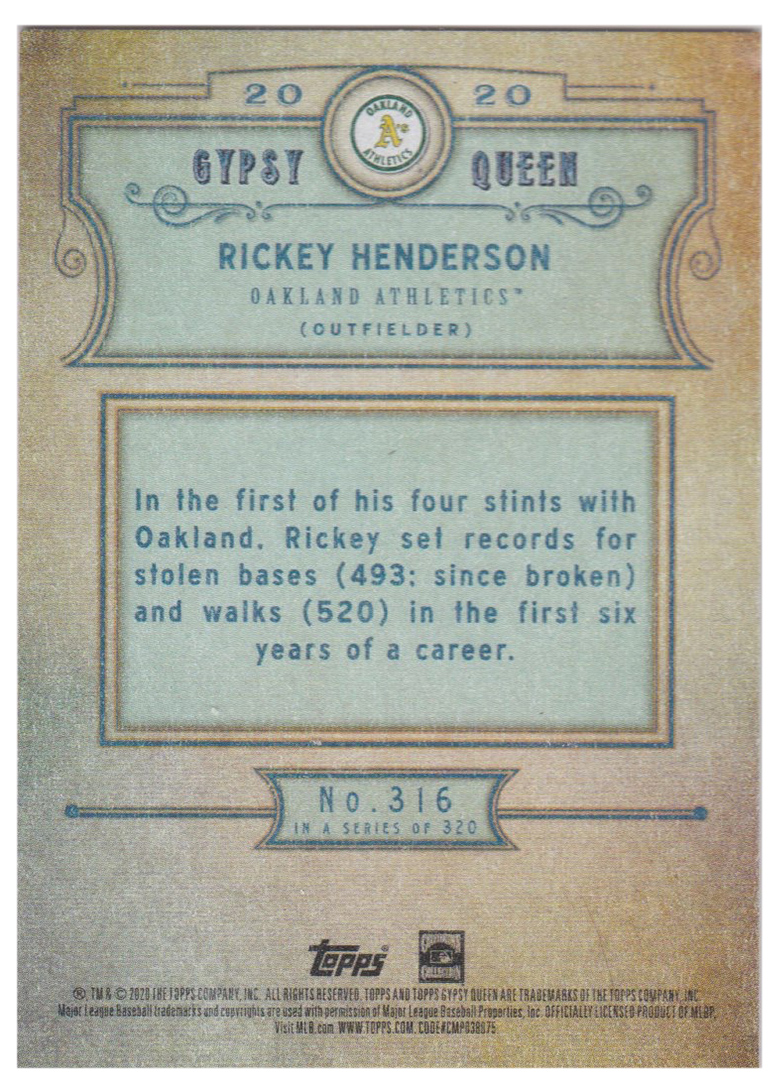 20 20
OAKLAND A's ATHLETICS
GYPSY QUEEN
RICKEY HENDERSON
OAKLAND ATHLETICS™
(OUTFIELDER)
In the first of his four stints with
Oakland, Rickey set records for
stolen bases (493; since broken)
and walks (520) in the first six
years of a career.
No.316
IN A SERIES OF 320
topps®
COOPERSTOWN
COLLECTION
®, TM & © 2020 THE TOPPS COMPANY, INC. ALL RIGHTS RESERVED. TOPPS AND TOPPS GYPSY QUEEN ARE TRADEMARKS OF THE TOPPS COMPANY, INC.
Major League Baseball trademarks and copyrights are used with permission of Major League Baseball Properties, Inc. OFFICIALLY LICENSED PRODUCT OF MLBP,
Visit MLB.com. WWW.TOPPS.COM. CODE#CMP038075